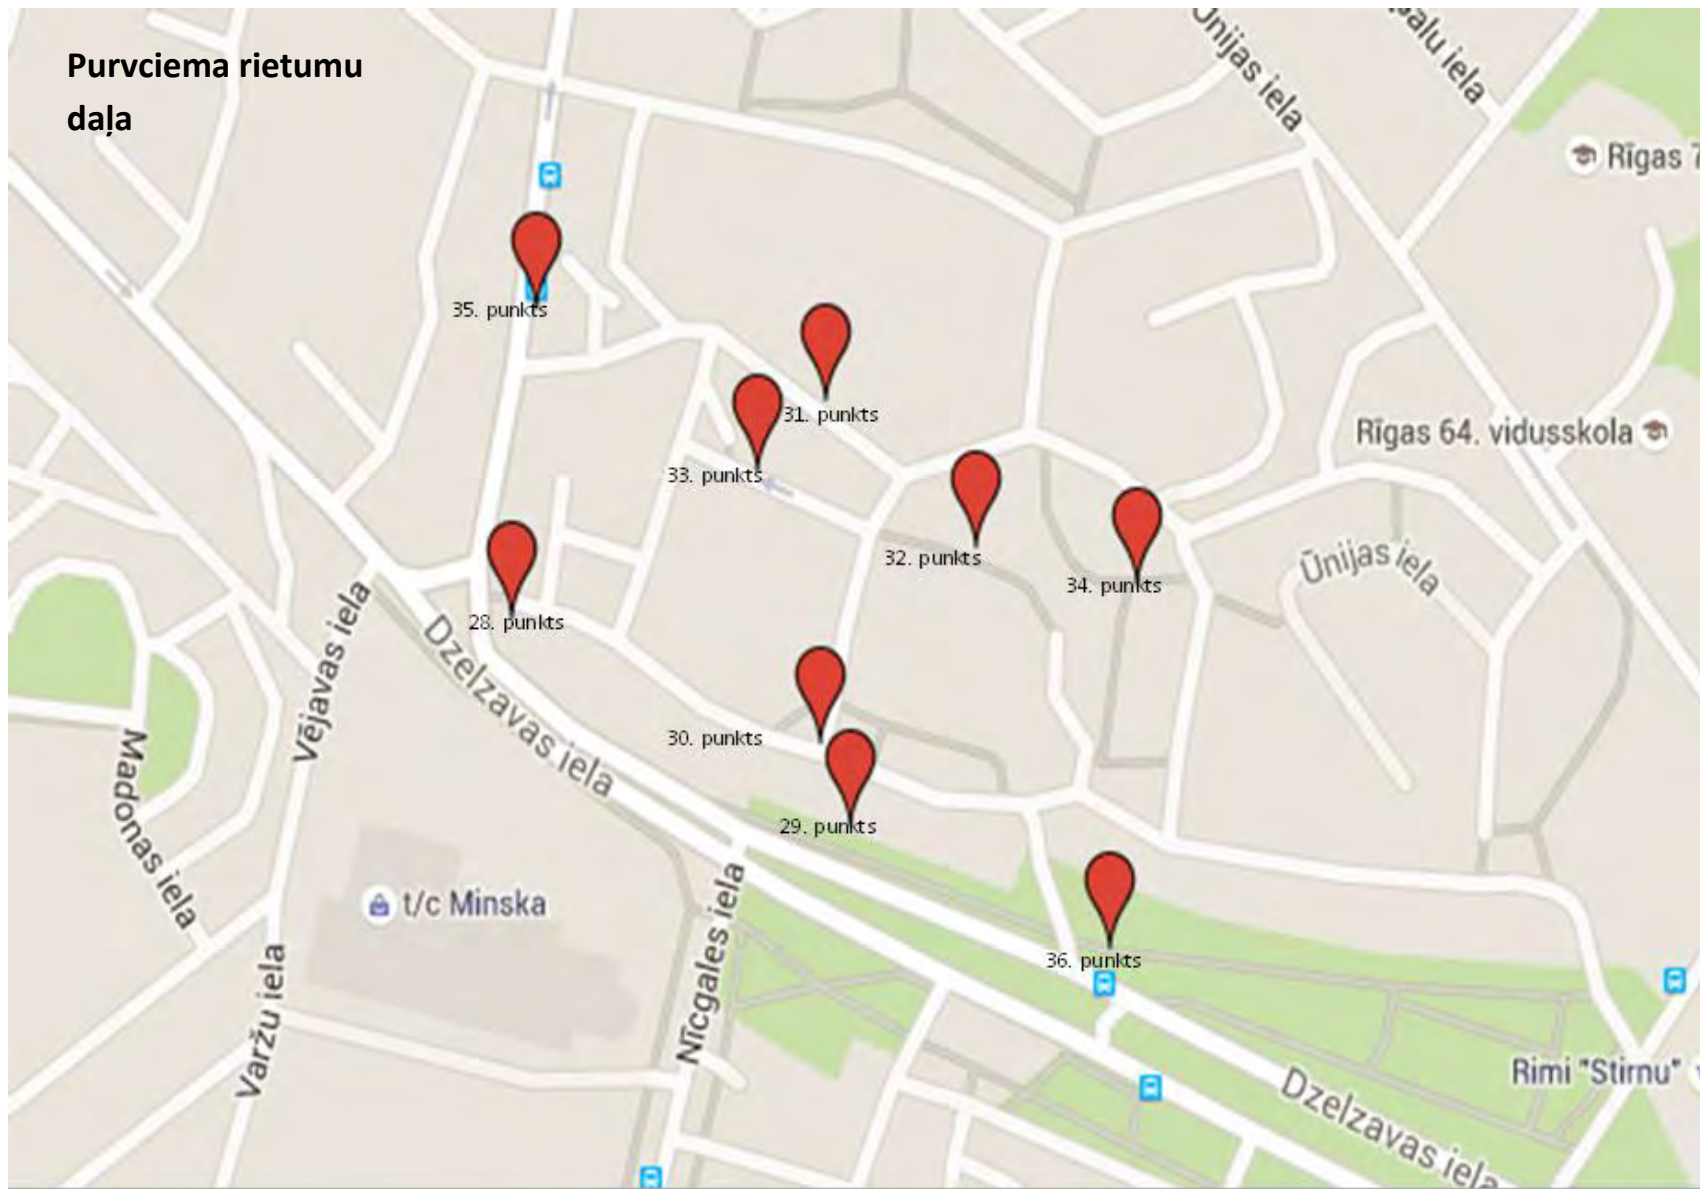 Purvciema rietumu
daļa
Ūnijas iela
Rīgas 7
35. punkts
31. punkts
Rīgas 64. vidusskola
33. punkts
32. punkts
34. punkts
Ūnijas iela
28. punkts
Dzelzavas iela
Vējavas iela
30. punkts
Madonas iela
29. punkts
t/c Minska
Nīcgales iela
36. punkts
Varžu iela
Rimi "Stirnu"
Dzelzavas iela